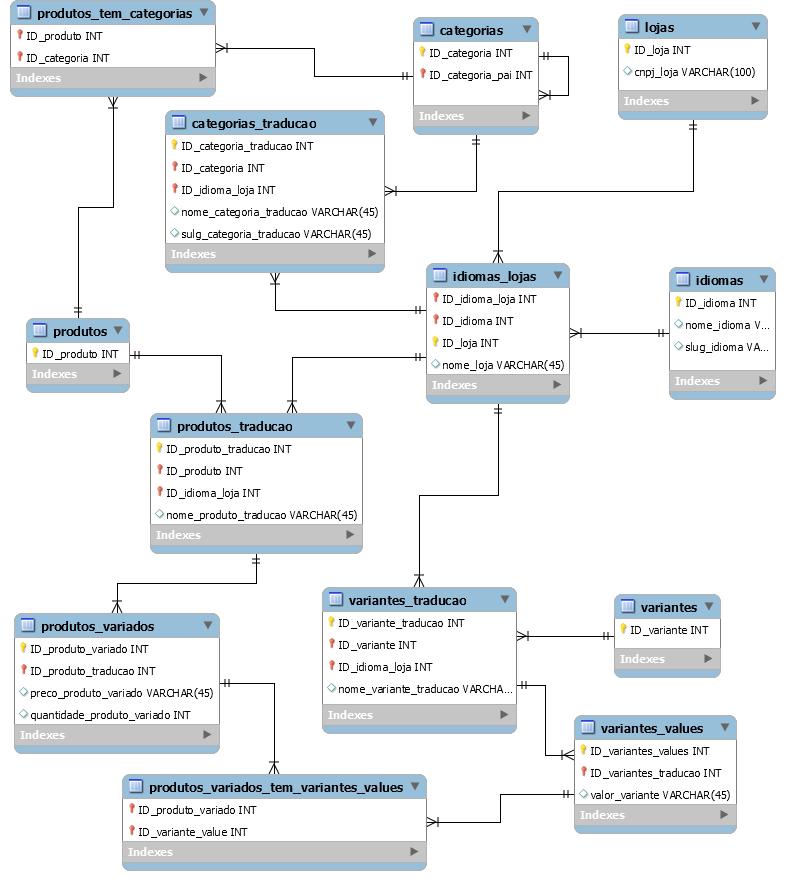 produtos_tem_categorias
ID_produto INT
ID_categoria INT
Indexes
categorias
ID_categoria INT
ID_categoria_pai INT
Indexes
lojas
ID_loja INT
cnpj_loja VARCHAR(100)
Indexes
categorias_traducao
ID_categoria_traducao INT
ID_categoria INT
ID_idioma_loja INT
nome_categoria_traducao VARCHAR(45)
sulg_categoria_traducao VARCHAR(45)
Indexes
idiomas_lojas
ID_idioma_loja INT
ID_idioma INT
ID_loja INT
nome_loja VARCHAR(45)
Indexes
idiomas
ID_idioma INT
nome_idioma V...
slug_idioma VA...
Indexes
produtos
ID_produto INT
Indexes
produtos_traducao
ID_produto_traducao INT
ID_produto INT
ID_idioma_loja INT
nome_produto_traducao VARCHAR(45)
Indexes
variantes_traducao
ID_variante_traducao INT
ID_variante INT
ID_idioma_loja INT
nome_variante_traducao VARCHA...
Indexes
variantes
ID_variante INT
Indexes
produtos_variados
ID_produto_variado INT
ID_produto_traducao INT
preco_produto_variado VARCHAR(45)
quantidade_produto_variado INT
Indexes
variantes_values
ID_variantes_values INT
ID_variantes_traducao INT
valor_variante VARCHAR(45)
Indexes
produtos_variados_tem_variantes_values
ID_produto_variado INT
ID_variante_value INT
Indexes